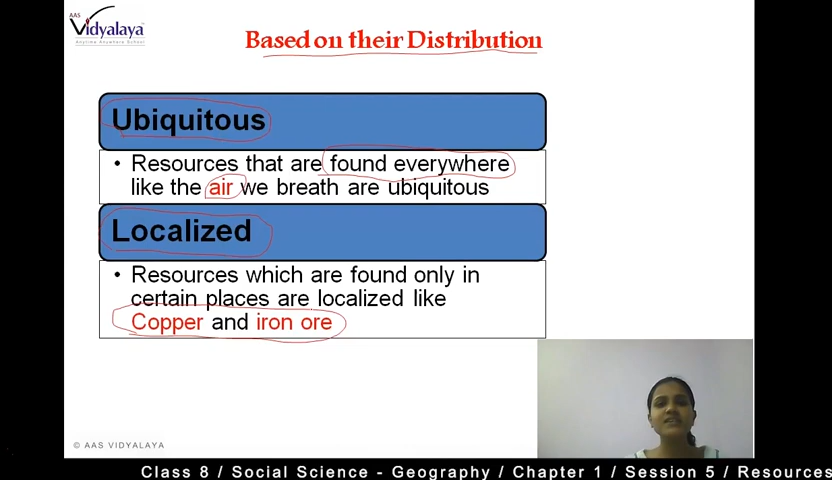 AAS
Vidyalaya
Anytime Anywhere School
Based on their Distribution
Ubiquitous
• Resources that are found everywhere
like the air we breath are ubiquitous
Localized
• Resources which are found only in
certain places are localized like
Copper and iron ore
© AAS VIDYALAYA
Class 8 / Social Science - Geography / Chapter 1 / Session 5 / Resources